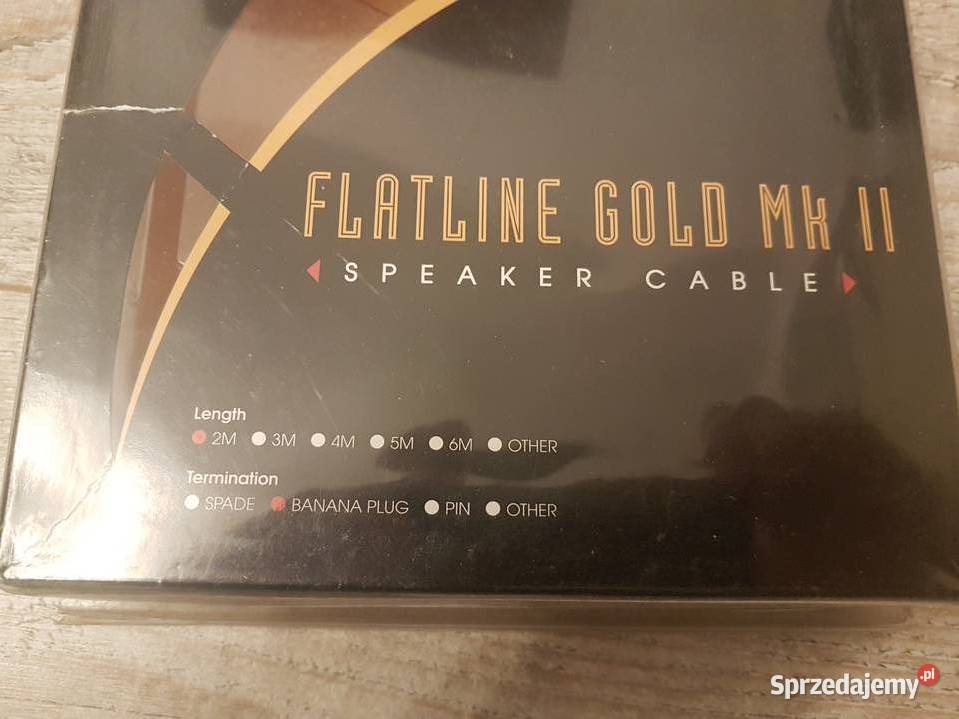 FLATLINE GOLD Mk II
SPEAKER CABLE
Length
2M 3M 4M 5M 6M OTHER
Termination
SPADE BANANA PLUG PIN OTHER
Sprzedajemy.pl